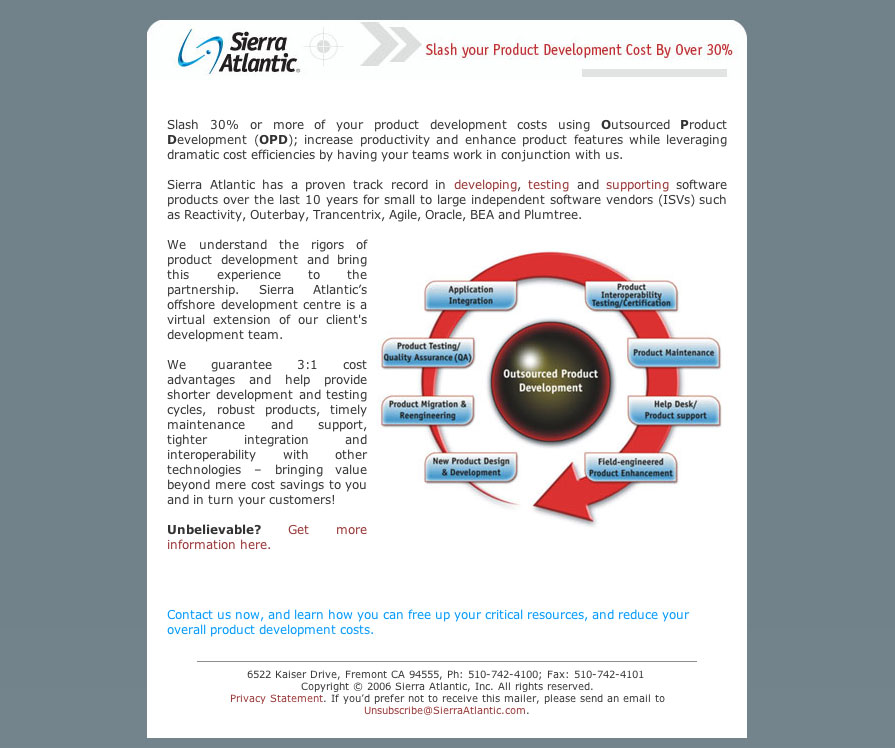 Sierra
Atlantic
Slash your Product Development Cost By Over 30%
Slash 30% or more of your product development costs using Outsourced Product
Development (OPD); increase productivity and enhance product features while leveraging
dramatic cost efficiencies by having your teams work in conjunction with us.
Sierra Atlantic has a proven track record in developing, testing and supporting software
products over the last 10 years for small to large independent software vendors (ISVs) such
as Reactivity, Outerbay, Trancentrix, Agile, Oracle, BEA and Plumtree.
We understand the rigors of
product development and bring
this experience to the
partnership. Sierra Atlantic’s
offshore development centre is a
virtual extension of our client's
development team.
We guarantee 3:1 cost
advantages and help provide
shorter development and testing
cycles, robust products, timely
maintenance and support,
tighter integration and
interoperability with other
technologies – bringing value
beyond mere cost savings to you
and in turn your customers!
Unbelievable? Get more
information here.
Application
Integration
Product
Interoperability
Testing/Certification
Product Testing/
Quality Assurance (QA)
Outsourced Product
Development
Product Maintenance
Product Migration &
Reengineering
Help Desk/
Product support
New Product Design
& Development
Field-engineered
Product Enhancement
Contact us now, and learn how you can free up your critical resources, and reduce your
overall product development costs.
6522 Kaiser Drive, Fremont CA 94555, Ph: 510-742-4100; Fax: 510-742-4101
Copyright © 2006 Sierra Atlantic, Inc. All rights reserved.
Privacy Statement. If you’d prefer not to receive this mailer, please send an email to
Unsubscribe@SierraAtlantic.com.